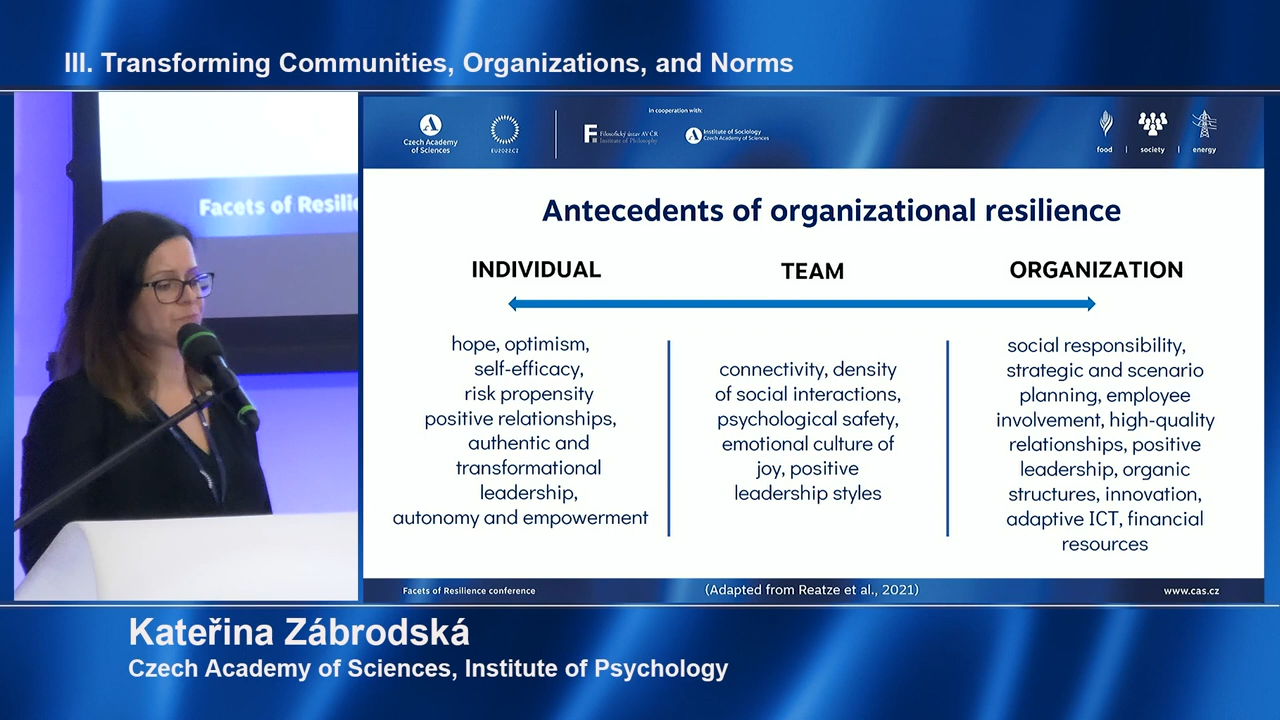 III. Transforming Communities, Organizations, and Norms
Facets of Resilie
In cooperation with:
Czech Academy
of Sciences
EU2022.CZ
Filosofický ústav AV ČR
Institute of Philosophy
Institute of Sociology
Czech Academy of Sciences
food | society | energy
Antecedents of organizational resilience
INDIVIDUAL
hope, optimism,
self-efficacy,
risk propensity
positive relationships,
authentic and
transformational
leadership,
autonomy and empowerment
TEAM
connectivity, density
of social interactions,
psychological safety,
emotional culture of
joy, positive
leadership styles
ORGANIZATION
social responsibility,
strategic and scenario
planning, employee
involvement, high-quality
relationships, positive
leadership, organic
structures, innovation,
adaptive ICT, financial
resources
Facets of Resilience conference
(Adapted from Reatze et al., 2021)
www.cas.cz
Kateřina Zábrodská
Czech Academy of Sciences, Institute of Psychology